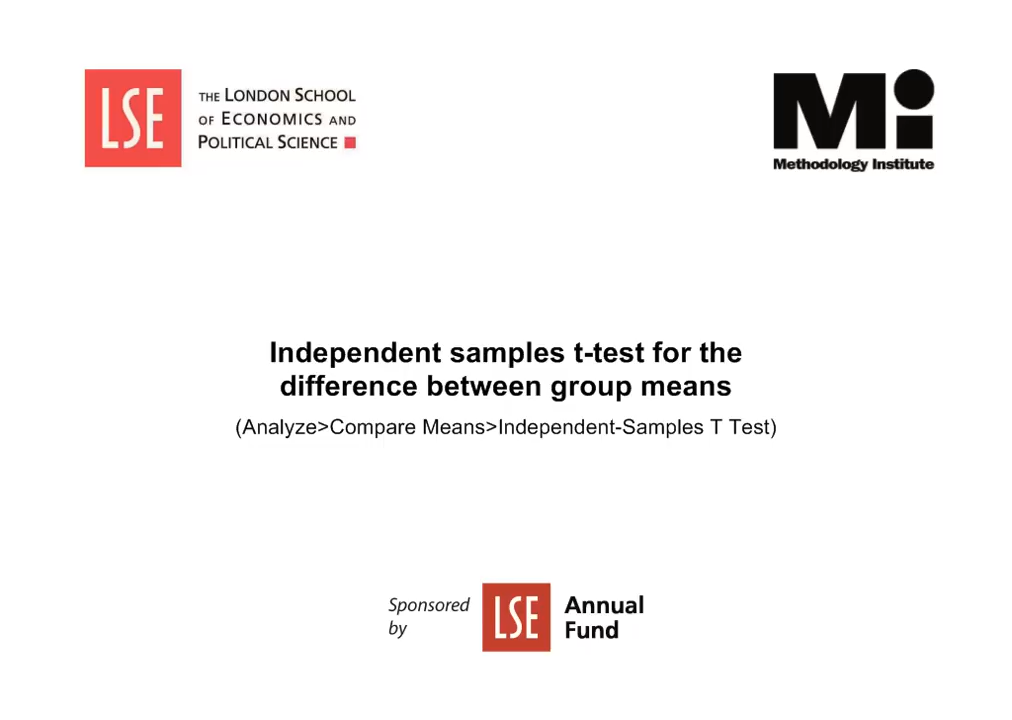 LSE
THE LONDON SCHOOL
OF ECONOMICS AND
POLITICAL SCIENCE
Mi
Methodology Institute
Independent samples t-test for the
difference between group means
(Analyze>Compare Means>Independent-Samples T Test)
Sponsored
by
LSE
Annual
Fund